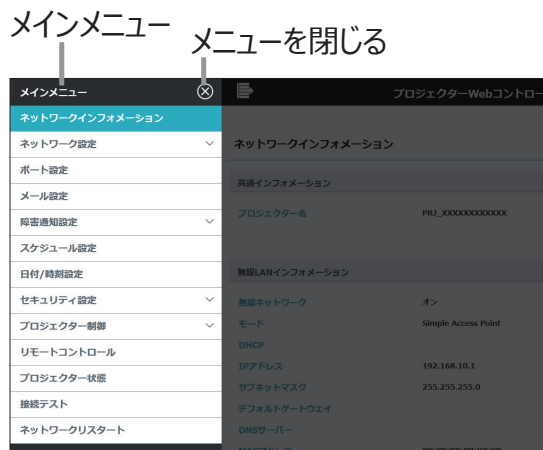 メインメニュー
メニューを閉じる
メインメニュー
プロジェクターWebコントロー
ネットワークインフォメーション
ネットワーク設定
ポート設定
メール設定
障害通知設定
スケジュール設定
日付/時刻設定
セキュリティ設定
プロジェクター制御
リモートコントロール
プロジェクター状態
接続テスト
ネットワークリスタート
ネットワークインフォメーション
共通インフォメーション
プロジェクター名 PRJ_XXXXXXXXXXXX
無線LANインフォメーション
無線ネットワーク オン
モード Simple Access Point
DHCP
IPアドレス 192.168.10.1
サブネットマスク 255.255.255.0
デフォルトゲートウェイ
DNSサーバー